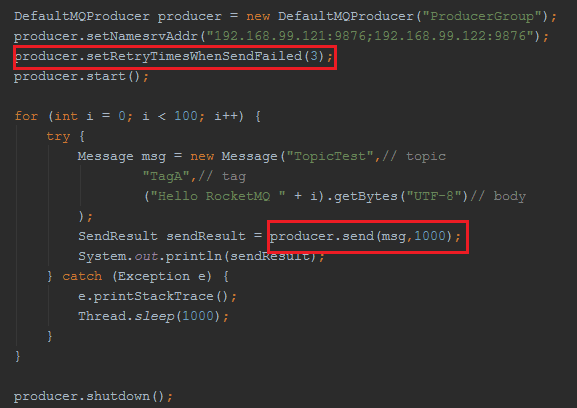 DefaultMQProducer producer = new DefaultMQProducer("ProducerGroup");
producer.setNamesrvAddr("192.168.99.121:9876;192.168.99.122:9876");
producer.setRetryTimesWhenSendFailed(3);
producer.start();
for (int i = 0; i < 100; i++) {
try {
Message msg = new Message("TopicTest",// topic
"TagA",// tag
("Hello RocketMQ " + i).getBytes("UTF-8")// body
);
SendResult sendResult = producer.send(msg,1000);
System.out.println(sendResult);
} catch (Exception e) {
e.printStackTrace();
Thread.sleep(1000);
}
}
producer.shutdown();